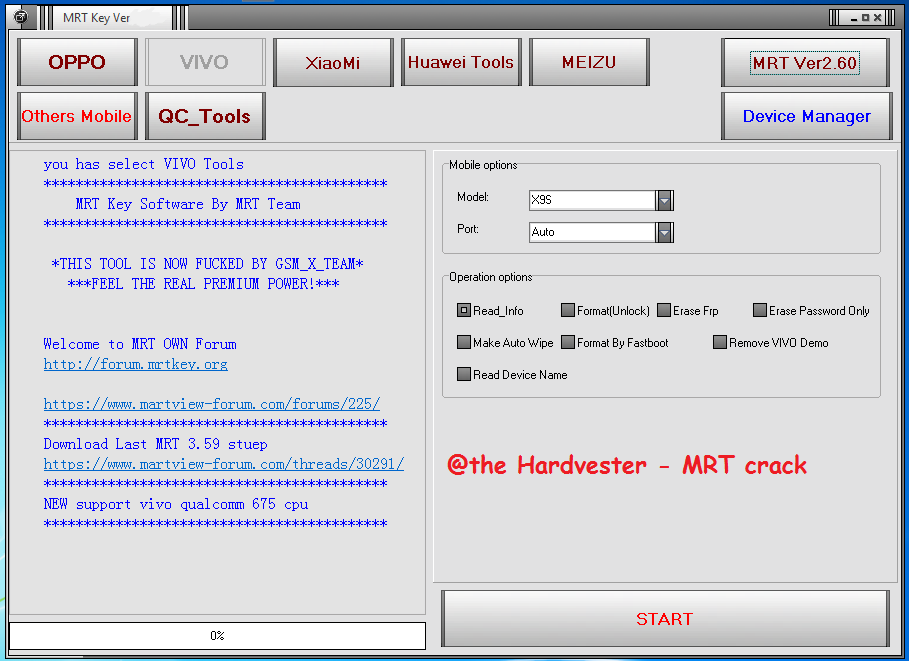 MRT Key Ver
OPPO
VIVO
XiaoMi
Huawei Tools
MEIZU
MRT Ver2.60
Others Mobile
QC_Tools
Device Manager
you has select VIVO Tools
*******************************************
MRT Key Software By MRT Team
*******************************************
*THIS TOOL IS NOW FUCKED BY GSM_X_TEAM*
***FEEL THE REAL PREMIUM POWER!***
Welcome to MRT OWN Forum
http://forum.mrtkey.org
https://www.martview-forum.com/forums/225/
*******************************************
Download Last MRT 3.59 stuep
https://www.martview-forum.com/threads/30291/
*******************************************
NEW support vivo qualcomm 675 cpu
*******************************************
0%
Mobile options
Model: X9S
Port: Auto
Operation options
Read_Info Format(Unlock) Erase Frp Erase Password Only
Make Auto Wipe Format By Fastboot Remove VIVO Demo
Read Device Name
@the Hardvester - MRT crack
START